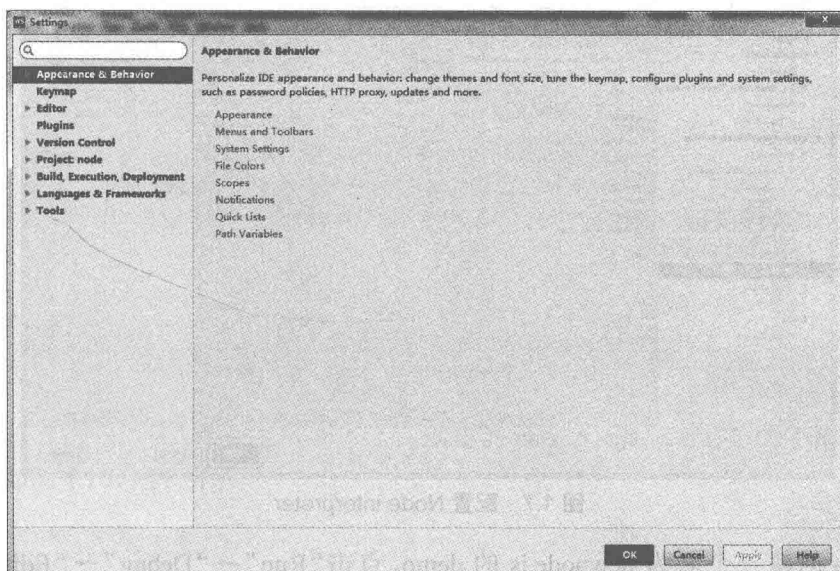 Settings
Appearance & Behavior
Keymap
Editor
Plugins
Version Control
Project: node
Build, Execution, Deployment
Languages & Frameworks
Tools
Appearance & Behavior
Personalize IDE appearance and behavior: change themes and font size, tune the keymap, configure plugins and system settings,
such as password policies, HTTP proxy, updates and more.
Appearance
Menus and Toolbars
System Settings
File Colors
Scopes
Notifications
Quick Lists
Path Variables
图 1.7 配置 Node interpreter
OK
Cancel
Apply
Help